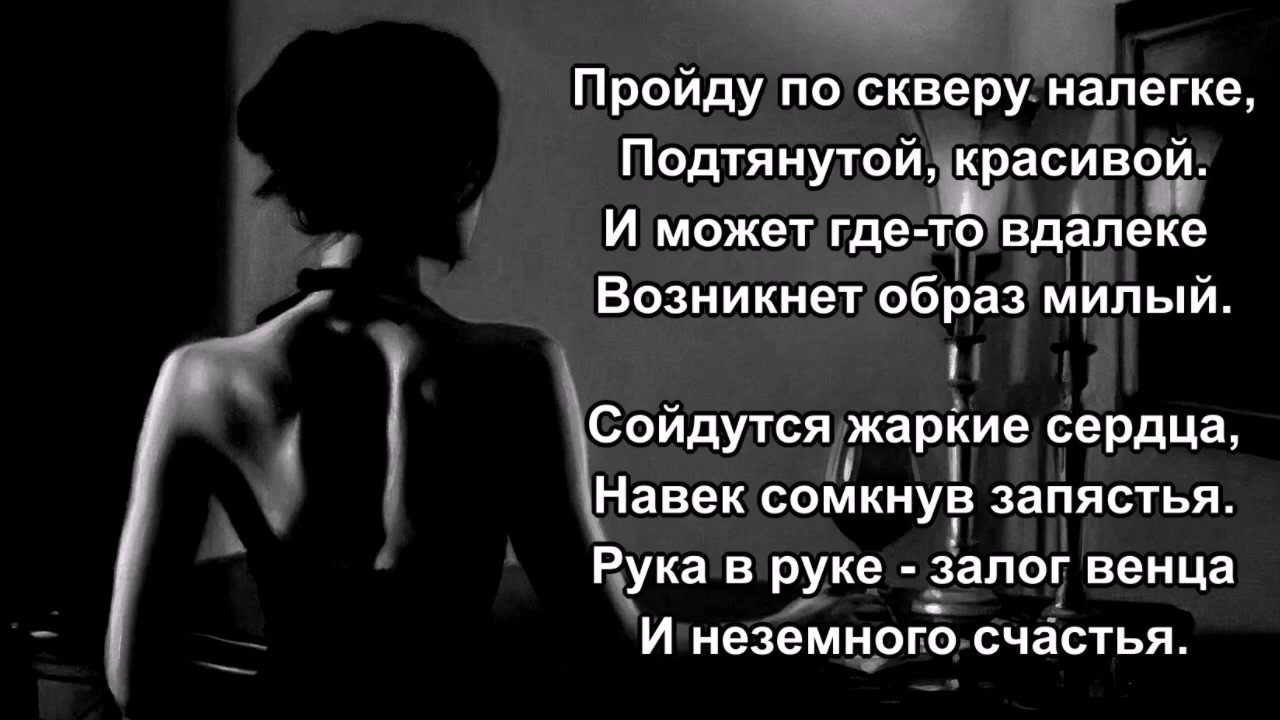 Пройду по скверу налегке,
Подтянутой, красивой.
И может где-то вдалеке
Возникнет образ милый.
Сойдутся жаркие сердца,
Навек сомкнув запястья.
Рука в руке - залог венца
И неземного счастья.